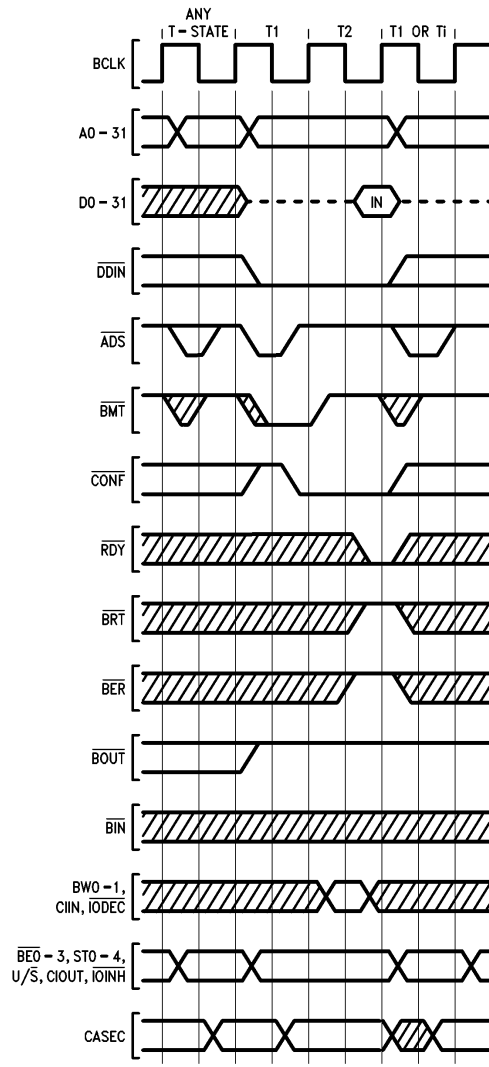 ANY
T - STATE T1 T2 T1 OR Ti
BCLK
A0 - 31
D0 - 31
IN
DDIN
ADS
BMT
CONF
RDY
BRT
BER
BOUT
BIN
BW0 - 1,
CIIN, IODEC
BE0 - 3, ST0 - 4,
U/S, CIOUT, IOINH
CASEC